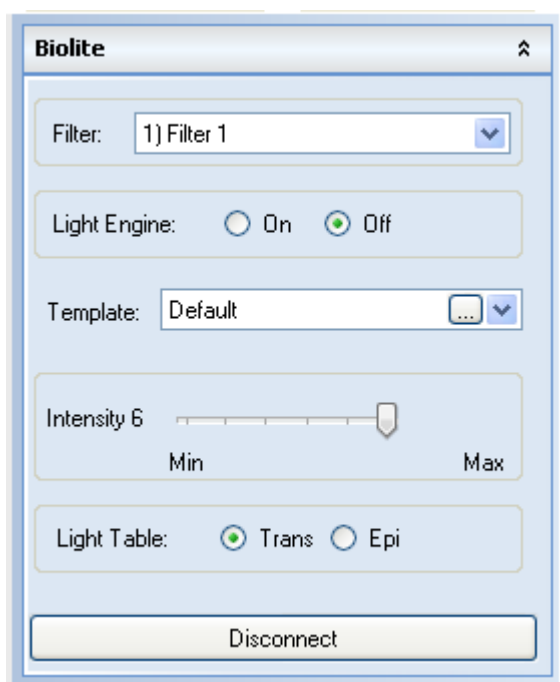 Biolite
Filter: 1) Filter 1
Light Engine: On Off
Template: Default ...
Intensity 6
Min Max
Light Table: Trans Epi
Disconnect